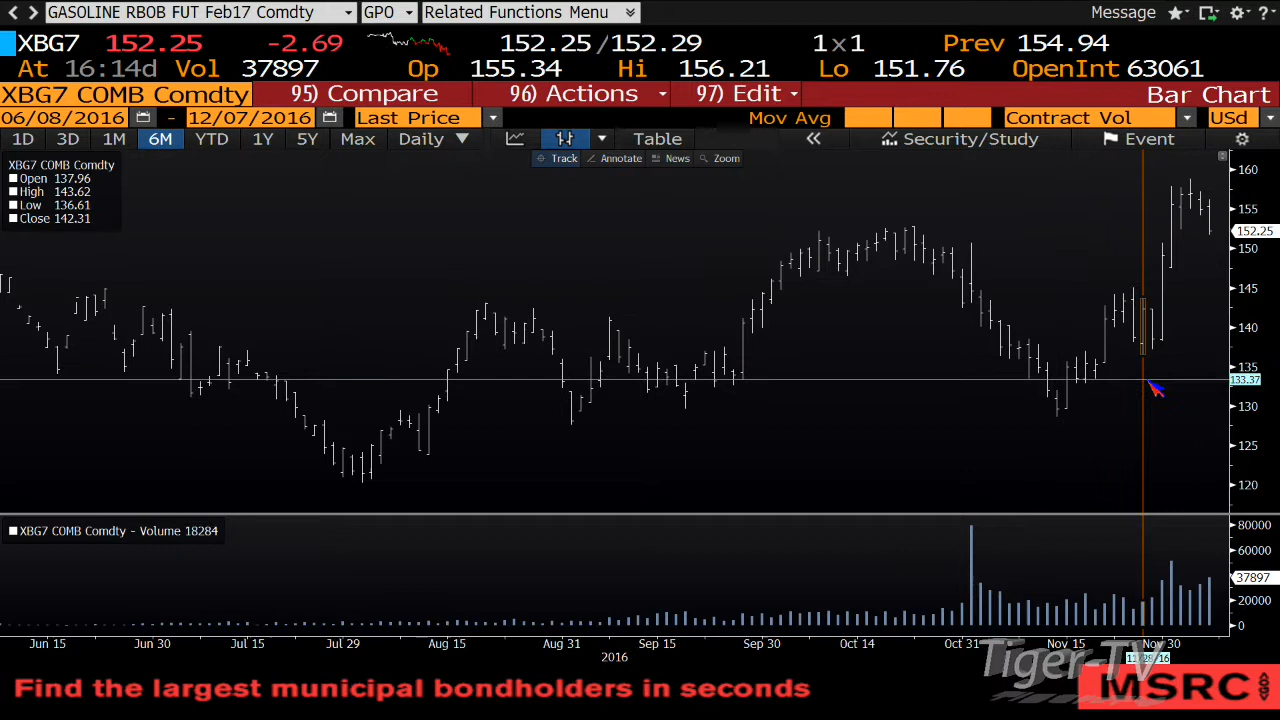 GASOLINE RBOB FUT Feb17 Comdty GPO Related Functions Menu Message ?
XBG7 152.25 -2.69 152.25/152.29 1x1 Prev 154.94
At 16:14d Vol 37897 Op 155.34 Hi 156.21 Lo 151.76 OpenInt 63061
XBG7 COMB Comdty 95) Compare 96) Actions 97) Edit Bar Chart
06/08/2016 - 12/07/2016 Last Price Mov Avg Contract Vol USd
1D 3D 1M 6M YTD 1Y 5Y Max Daily Table Security/Study Event
Track Annotate News Zoom
XBG7 COMB Comdty
Open 137.96
High 143.62
Low 136.61
Close 142.31
160
155
152.25
150
145
140
135
133.37
130
125
120
XBG7 COMB Comdty - Volume 18284
80000
60000
37897
20000
0
Jun 15 Jun 30 Jul 15 Jul 29 Aug 15 Aug 31 Sep 15 Sep 30 Oct 14 Oct 31 Nov 15 Nov 30
2016
Tiger-TV
Find the largest municipal bondholders in seconds
MSRC